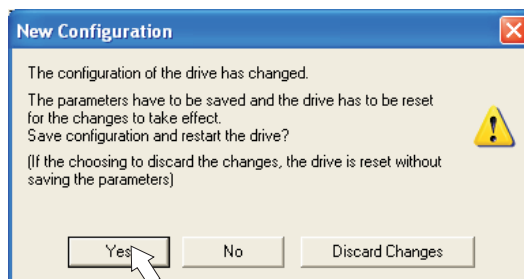 New Configuration
The configuration of the drive has changed.
The parameters have to be saved and the drive has to be reset
for the changes to take effect.
Save configuration and restart the drive?
(If the choosing to discard the changes, the drive is reset without
saving the parameters)
Yes No Discard Changes